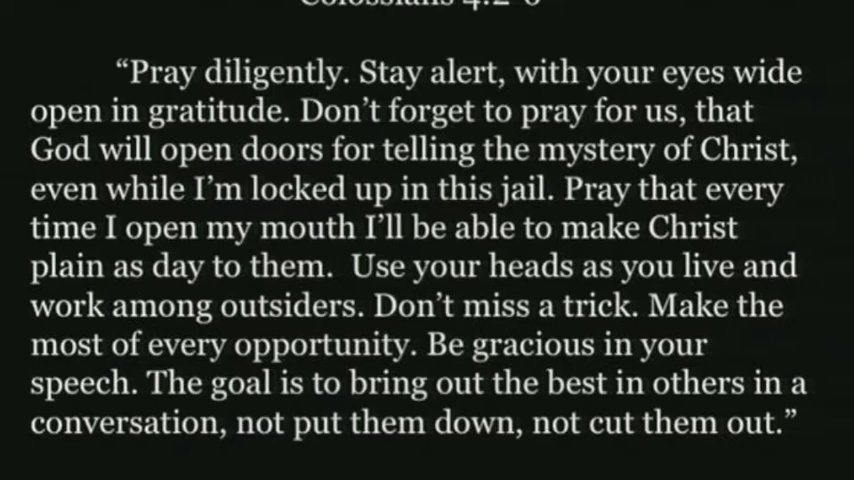 Colossians 4:2-6
“Pray diligently. Stay alert, with your eyes wide
open in gratitude. Don’t forget to pray for us, that
God will open doors for telling the mystery of Christ,
even while I’m locked up in this jail. Pray that every
time I open my mouth I’ll be able to make Christ
plain as day to them.  Use your heads as you live and
work among outsiders. Don’t miss a trick. Make the
most of every opportunity. Be gracious in your
speech. The goal is to bring out the best in others in a
conversation, not put them down, not cut them out.”